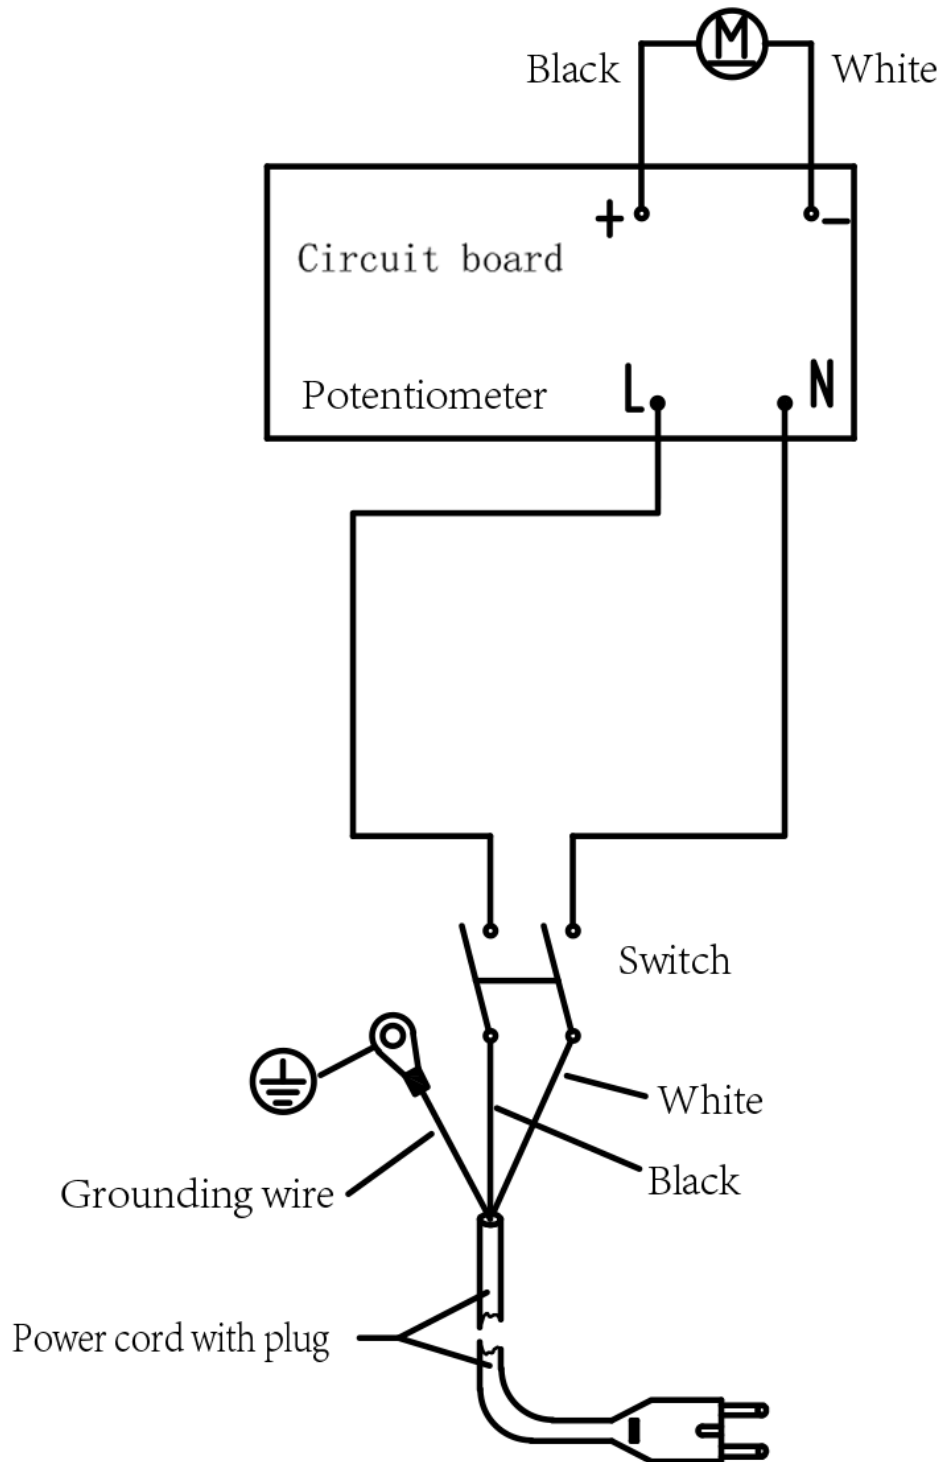 M
Black
White
+
−
Circuit board
Potentiometer
L
N
Switch
White
Black
Grounding wire
Power cord with plug